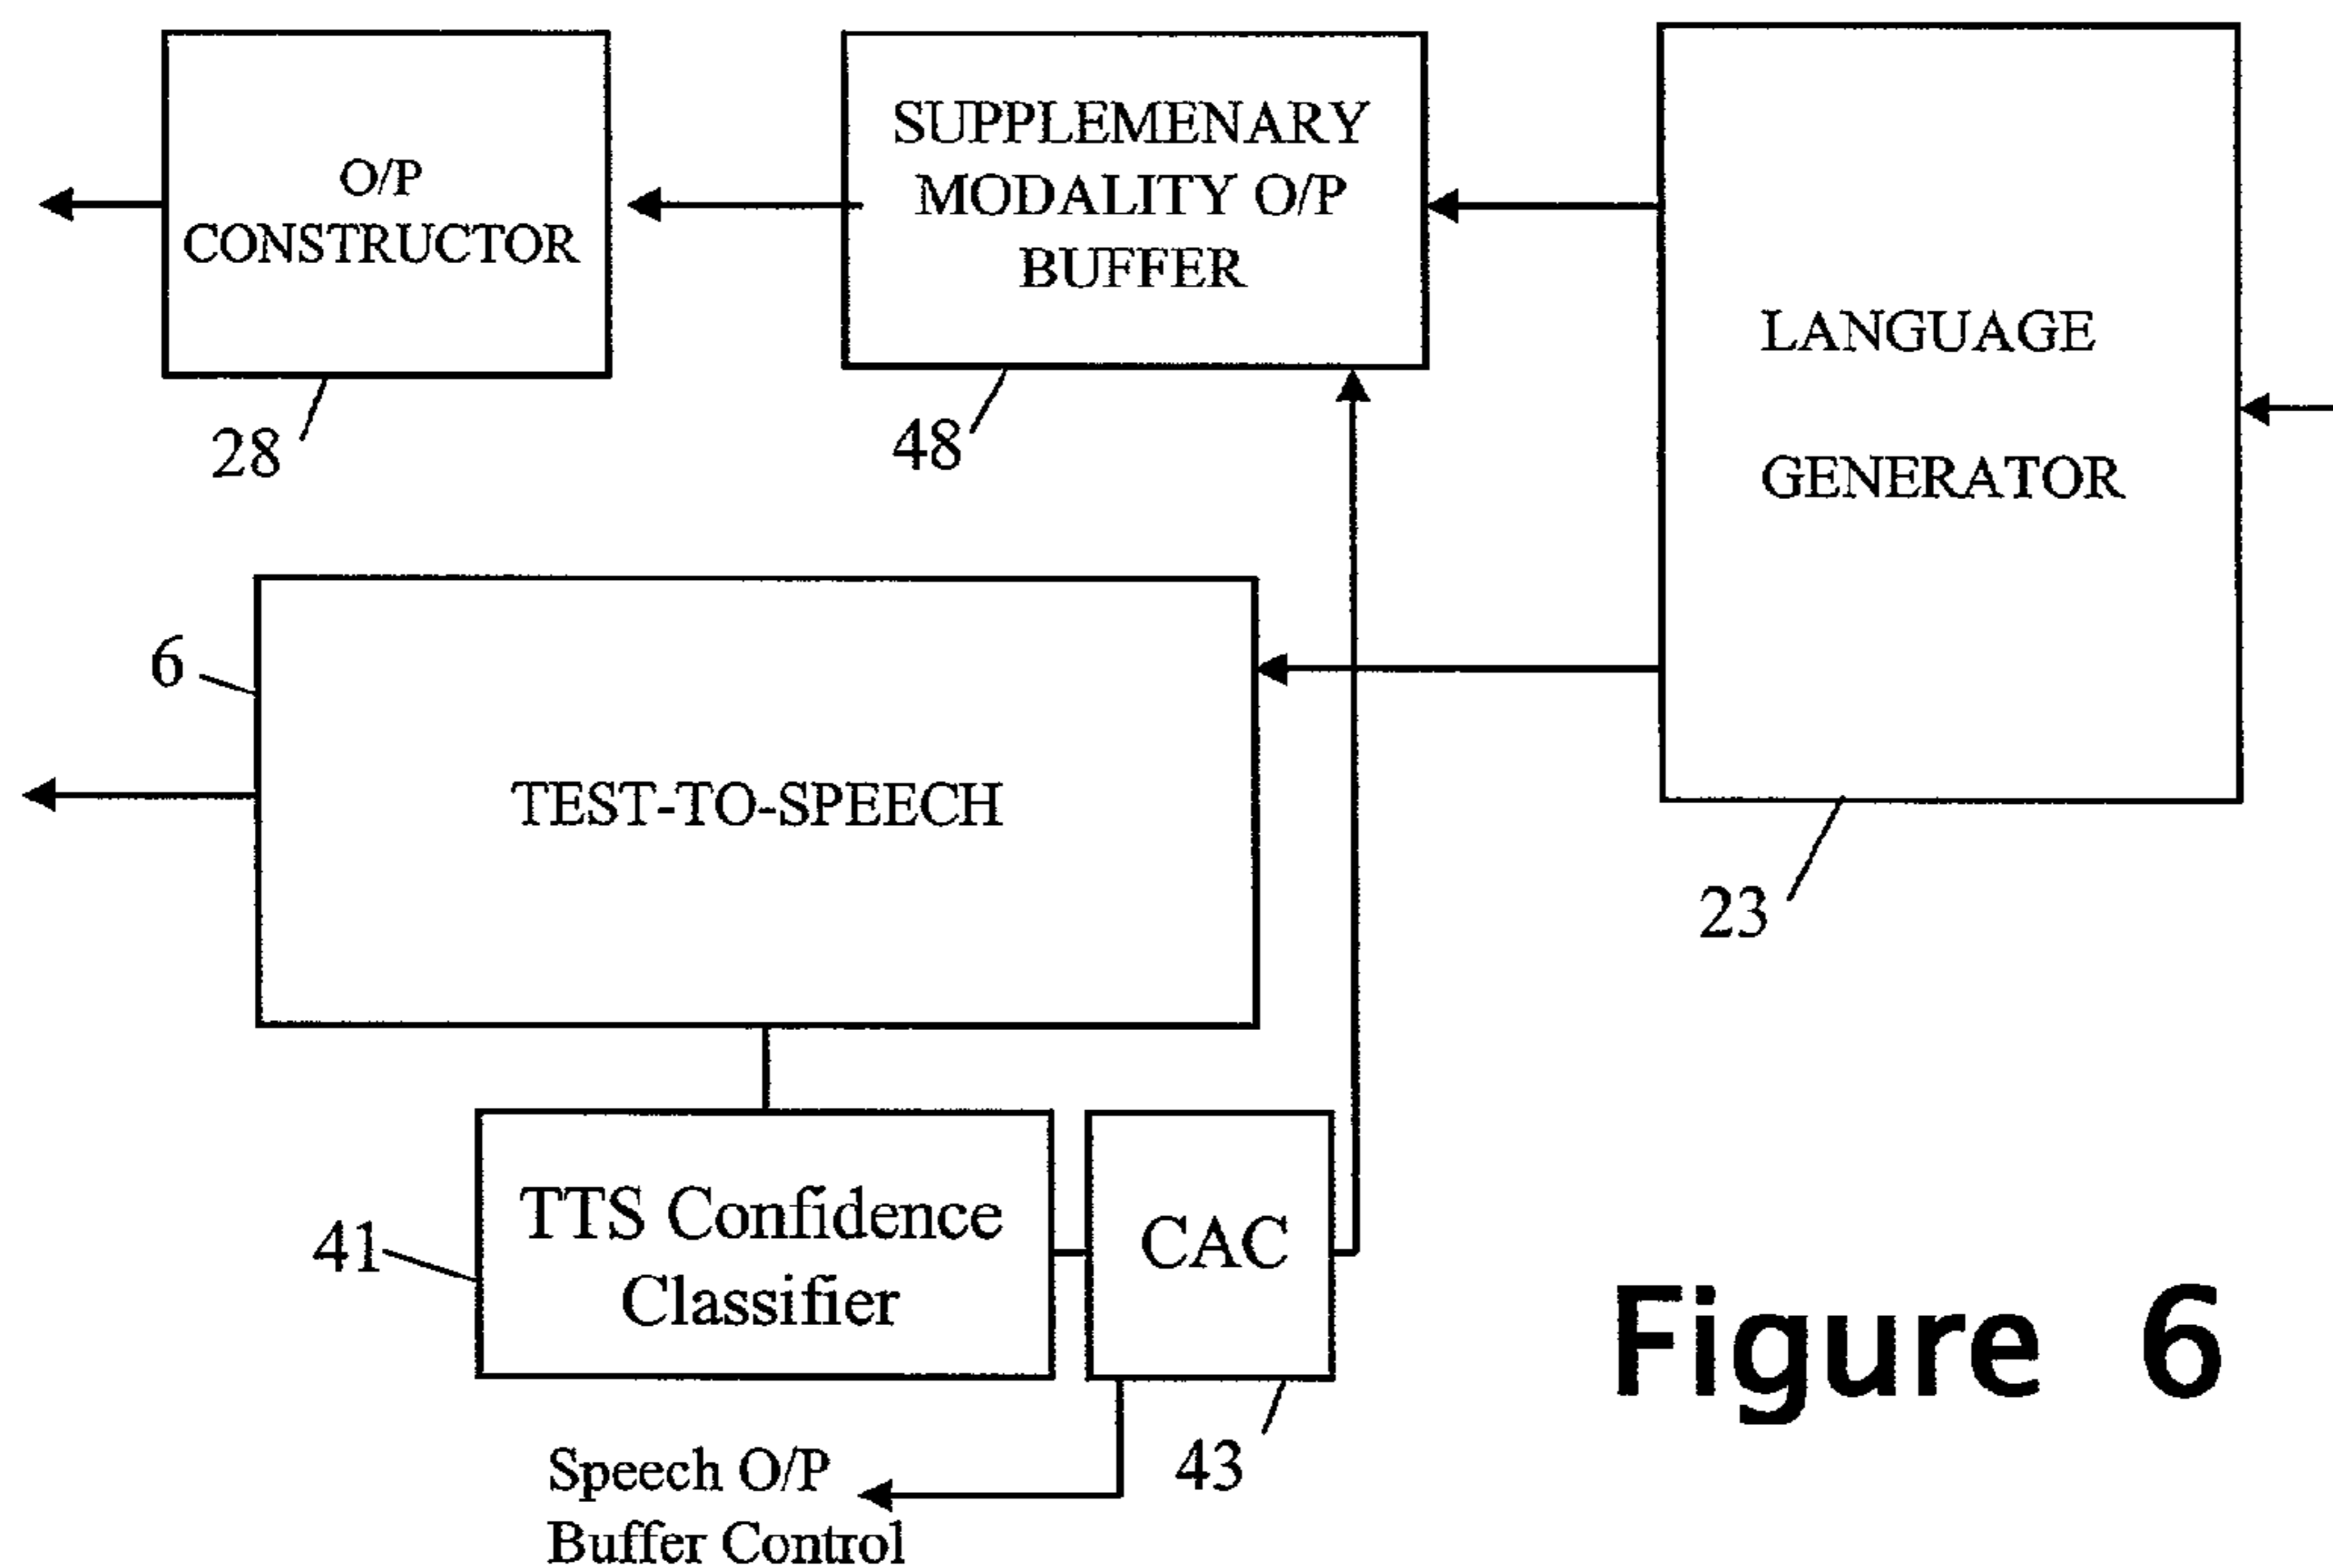 O/P
CONSTRUCTOR
28
SUPPLEMENARY
MODALITY O/P
BUFFER
48
LANGUAGE
GENERATOR
23
6
TEST-TO-SPEECH
41
TTS Confidence
Classifier
CAC
43
Speech O/P
Buffer Control
Figure 6